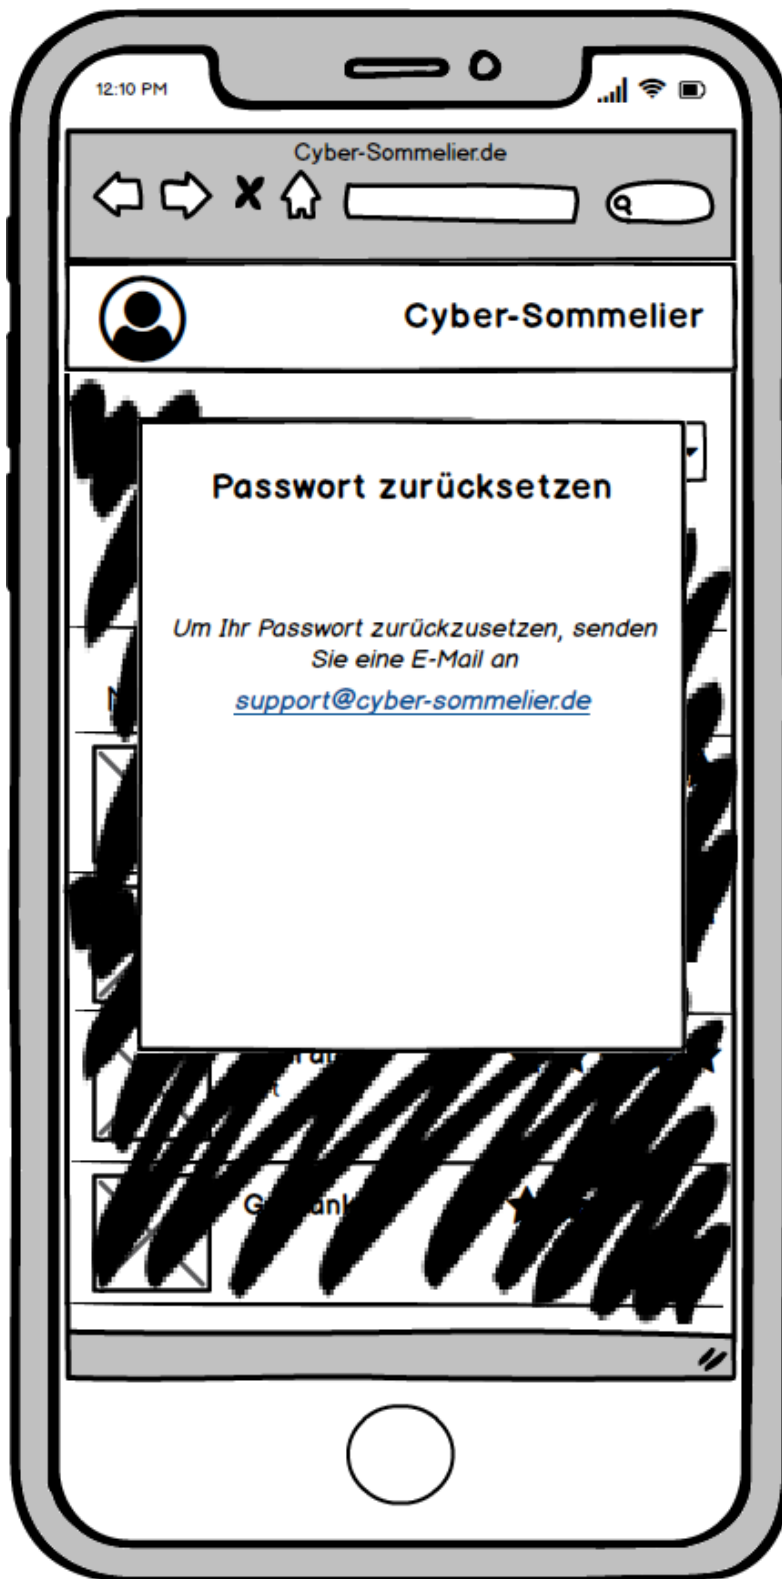 12:10 PM
Cyber-Sommelier.de
Cyber-Sommelier
Passwort zurücksetzen
Um Ihr Passwort zurückzusetzen, senden
Sie eine E-Mail an
support@cyber-sommelier.de